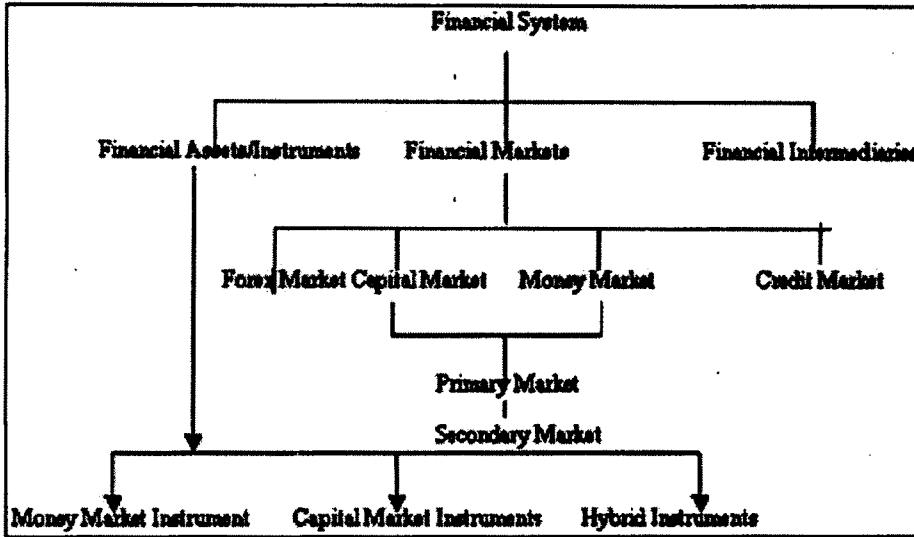 Financial System
Financial Assets/Instruments Financial Markets Financial Intermediaries
Forex Market Capital Market Money Market Credit Market
Primary Market
Secondary Market
Money Market Instrument Capital Market Instruments Hybrid Instruments